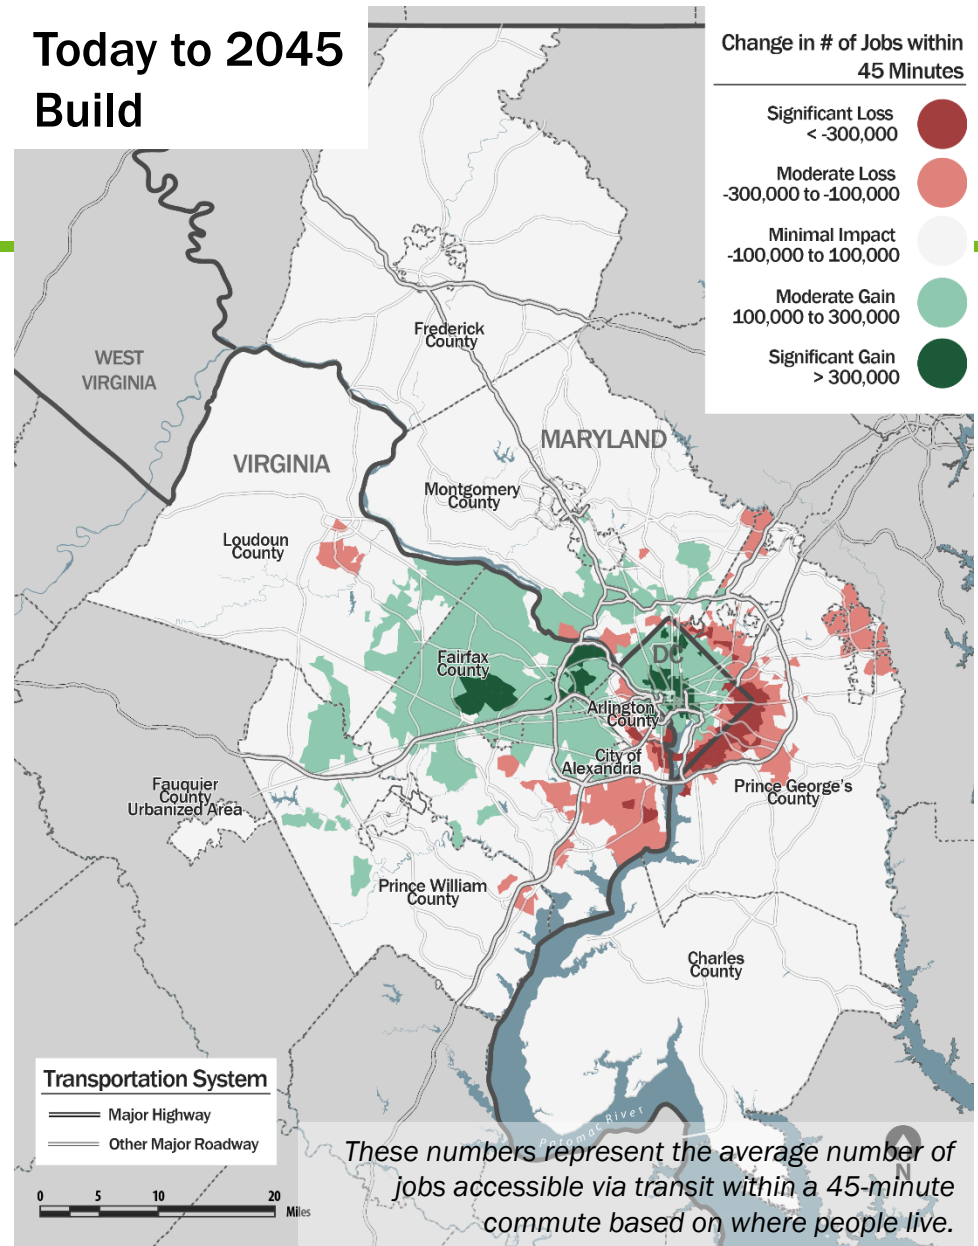 Today to 2045
Build
Change in # of Jobs within
45 Minutes
Significant Loss
< -300,000
Moderate Loss
-300,000 to -100,000
Minimal Impact
-100,000 to 100,000
Moderate Gain
100,000 to 300,000
Significant Gain
> 300,000
Frederick
County
WEST
VIRGINIA
MARYLAND
VIRGINIA
Montgomery
County
Loudoun
County
DC
Fairfax
County
Arlington
County
City of
Alexandria
Fauquier
County
Urbanized Area
Prince George's
County
Prince William
County
Charles
County
Transportation System
Major Highway
Other Major Roadway
Potomac River
N
These numbers represent the average number of
jobs accessible via transit within a 45-minute
commute based on where people live.
0 5 10 20
Miles